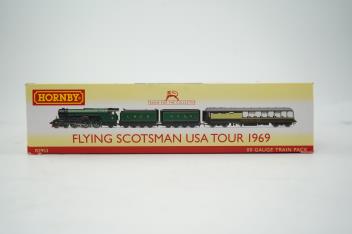 HORNBY
FLYING SCOTSMAN USA TOUR 1969
00 GAUGE TRAIN PACK